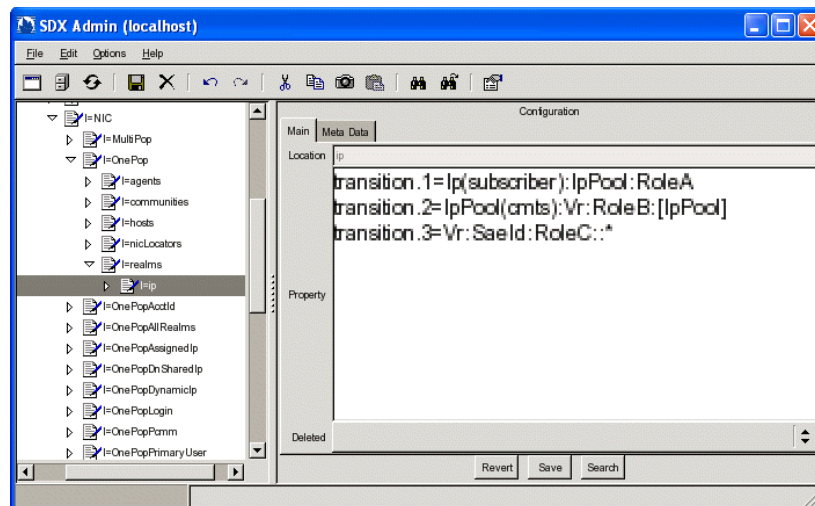 SDX Admin (localhost)
File Edit Options Help
Configuration
Main Meta Data
Location ip
transition.1=Ip(subscriber):IpPool:RoleA
transition.2=IpPool(cmts):Vr:RoleB:[IpPool]
transition.3=Vr:SaeId:RoleC::*
Property
Deleted
Revert Save Search
l=NIC
l=MultiPop
l=OnePop
l=agents
l=communities
l=hosts
l=nicLocators
l=realms
l=ip
l=OnePopAcctId
l=OnePopAllRealms
l=OnePopAssignedIp
l=OnePopDnSharedIp
l=OnePopDynamicIp
l=OnePopLogin
l=OnePopPcmm
l=OnePopPrimaryUser